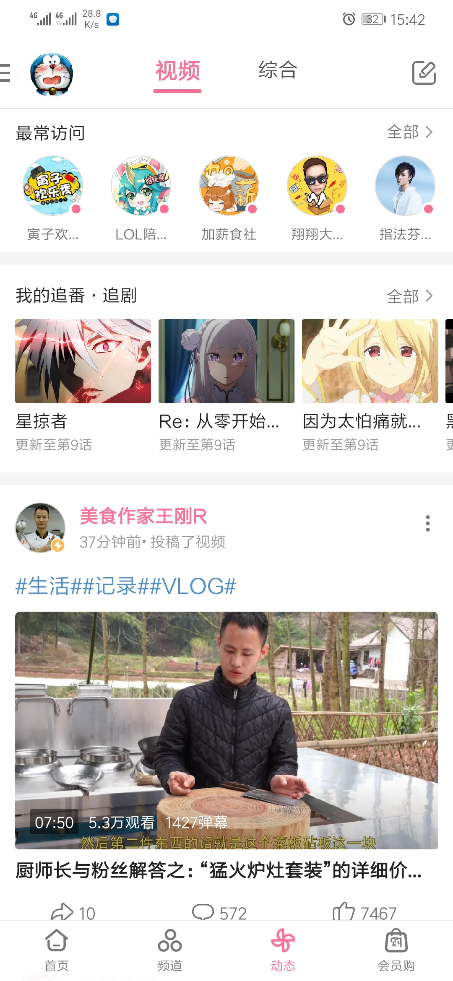 4G 4G 28.8 K/s 32 15:42
视频 综合
最常访问 全部
寅子欢... LOL陪... 加薪食社 翔翔大... 指法芬...
我的追番 · 追剧 全部
星掠者 Re：从零开始... 因为太怕痛就...
更新至第9话 更新至第9话 更新至第9话
美食作家王刚R
37分钟前• 投稿了视频
#生活##记录##VLOG#
07:50 5.3万观看 1427弹幕
然后第二件东西的话就是这个菜板砧板这一块
厨师长与粉丝解答之：“猛火炉灶套装”的详细价...
10 572 7467
首页 频道 动态 会员购